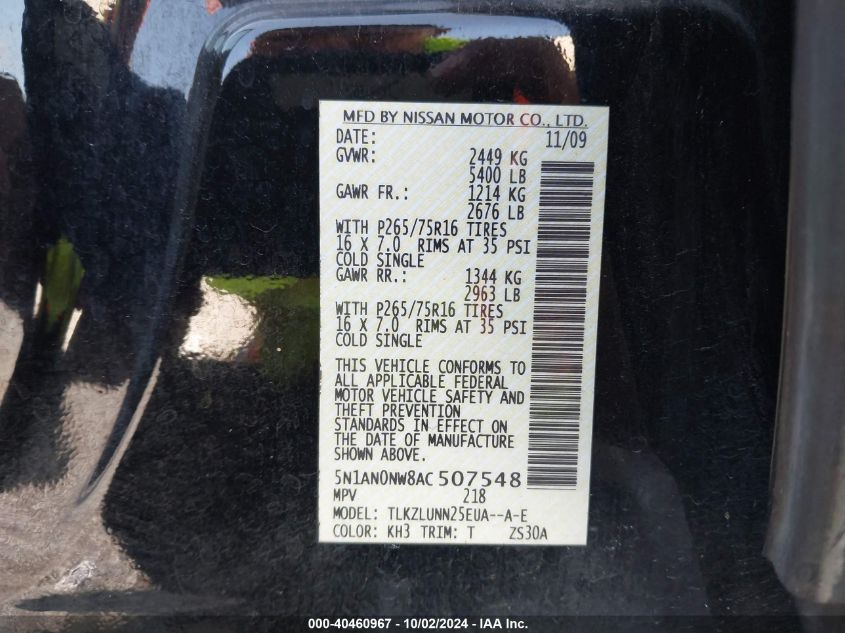 MFD BY NISSAN MOTOR CO., LTD.
DATE: 11/09
GVWR: 2449 KG
5400 LB
GAWR FR.: 1214 KG
2676 LB
WITH P265/75R16 TIRES
16 X 7.0 RIMS AT 35 PSI
COLD SINGLE
GAWR RR.: 1344 KG
2963 LB
WITH P265/75R16 TIRES
16 X 7.0 RIMS AT 35 PSI
COLD SINGLE
THIS VEHICLE CONFORMS TO
ALL APPLICABLE FEDERAL
MOTOR VEHICLE SAFETY AND
THEFT PREVENTION
STANDARDS IN EFFECT ON
THE DATE OF MANUFACTURE
SHOWN ABOVE.
5N1AN0NW8AC 507548
MPV 218
MODEL: TLKZLUNN25EUA--A-E
COLOR: KH3 TRIM: T ZS30A
000-40460967 - 10/02/2024 - IAA Inc.